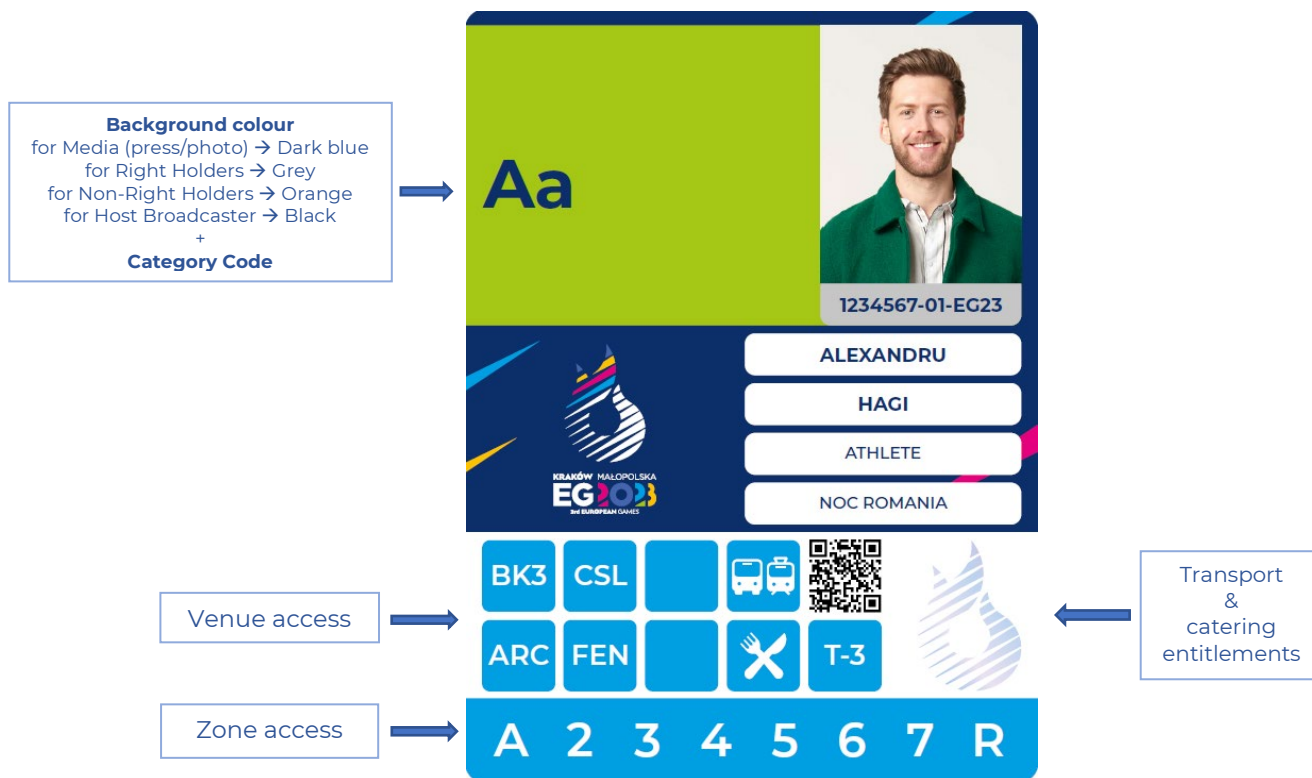 Background colour
for Media (press/photo) → Dark blue
for Right Holders → Grey
for Non-Right Holders → Orange
for Host Broadcaster → Black
+
Category Code
Aa
1234567-01-EG23
ALEXANDRU
HAGI
ATHLETE
NOC ROMANIA
KRAKÓW MAŁOPOLSKA
EG2023
3rd EUROPEAN GAMES
Venue access
BK3 CSL
ARC FEN T-3
Transport
&
catering
entitlements
Zone access
A 2 3 4 5 6 7 R